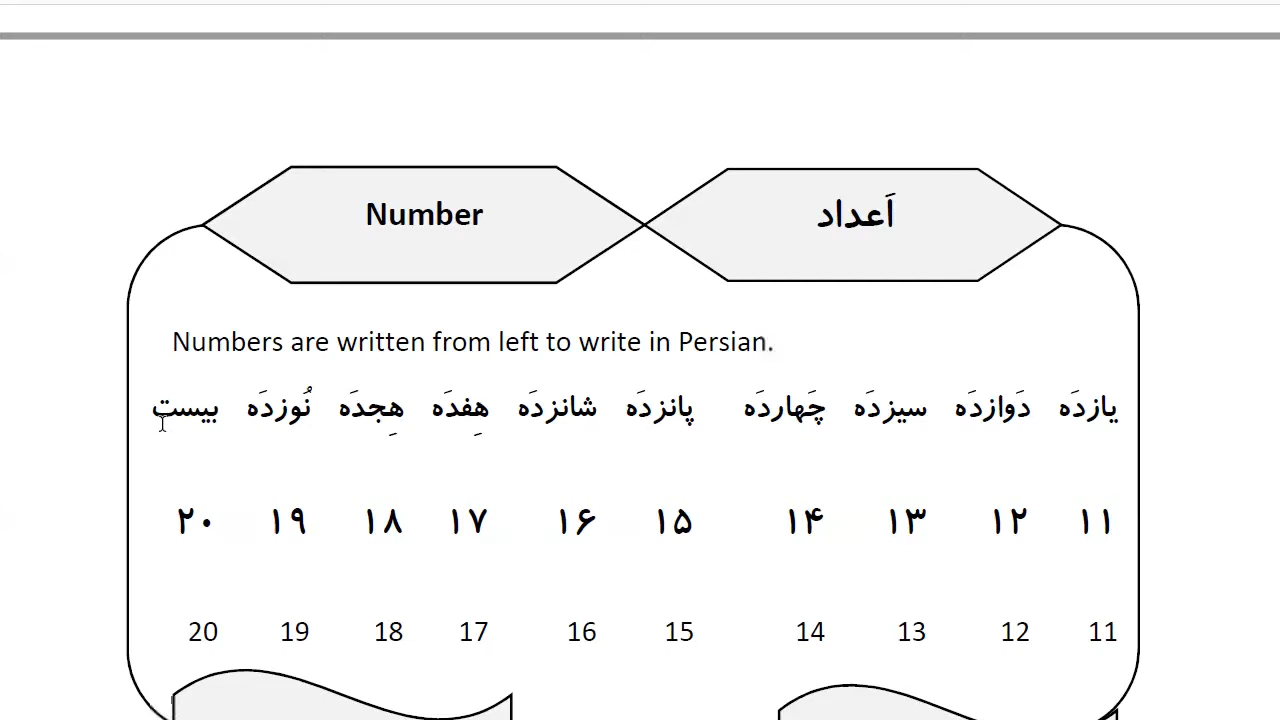 Number
اَعداد
Numbers are written from left to write in Persian.
یازدَه دَوازدَه سیزدَه چَهاردَه پانزدَه شانزدَه هِفدَه هِجدَه نُوزدَه بیست
۱۱ ۱۲ ۱۳ ۱۴ ۱۵ ۱۶ ۱۷ ۱۸ ۱۹ ۲۰
20 19 18 17 16 15 14 13 12 11